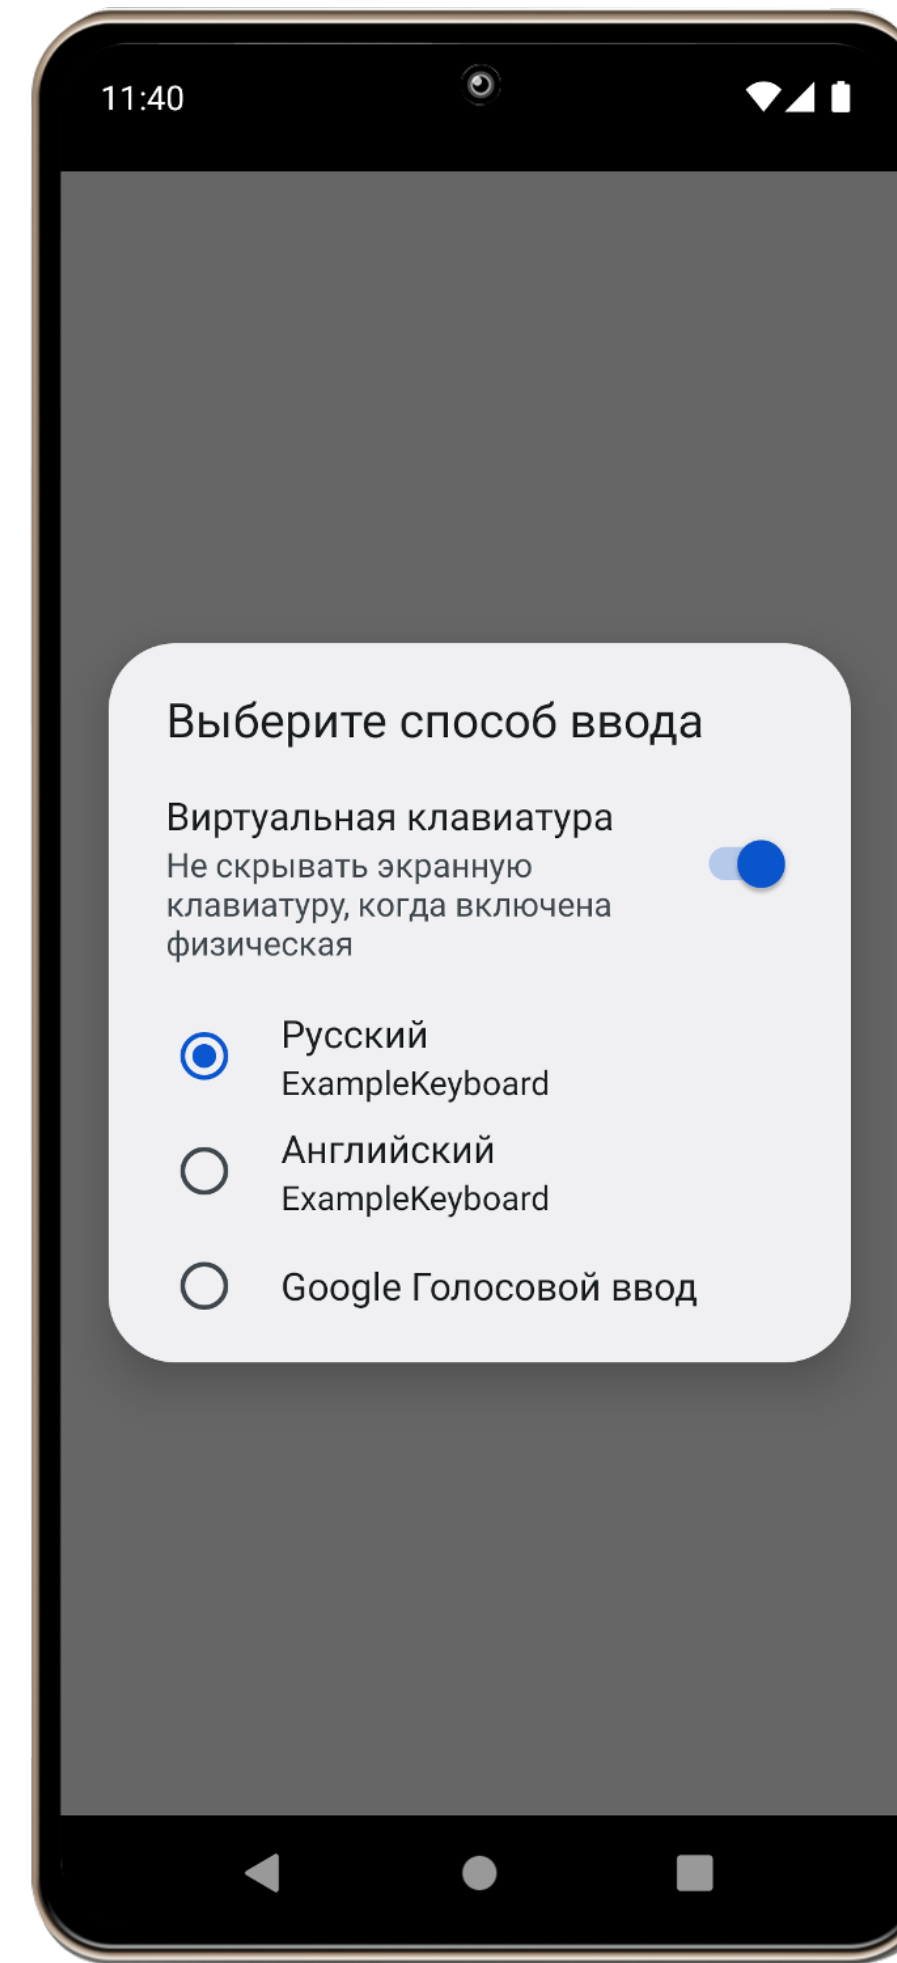 11:40
Выберите способ ввода
Виртуальная клавиатура
Не скрывать экранную
клавиатуру, когда включена
физическая
Русский
ExampleKeyboard
Английский
ExampleKeyboard
Google Голосовой ввод